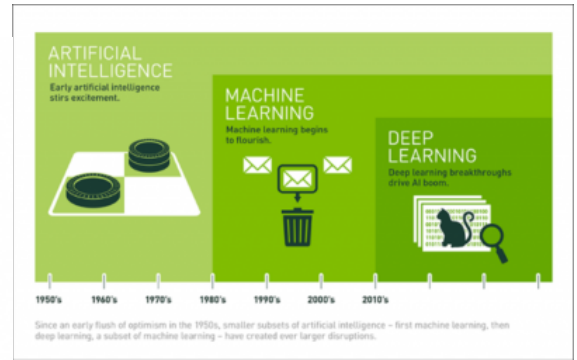 ARTIFICIAL
INTELLIGENCE
Early artificial intelligence
stirs excitement.
MACHINE
LEARNING
Machine learning begins
to flourish.
DEEP
LEARNING
Deep learning breakthroughs
drive AI boom.
1950's 1960's 1970's 1980's 1990's 2000's 2010's
Since an early flush of optimism in the 1950s, smaller subsets of artificial intelligence – first machine learning, then
deep learning, a subset of machine learning – have created ever larger disruptions.